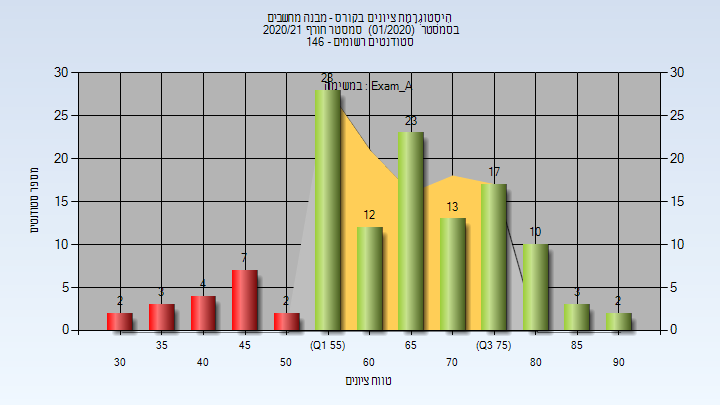 היסטוגרמת ציונים בקורס - מבנה מחשבים
בסמסטר (01/2020) סמסטר חורף 2020/21
סטודנטים רשומים - 146
במשימה : Exam_A
30 30
25 25
20 20
15 15
10 10
5 5
0 0
2 3 4 7 2 28 12 23 13 17 10 3 2
מספר סטודנטים
35 45 (Q1 55) 65 (Q3 75) 85
30 40 50 60 70 80 90
טווח ציונים